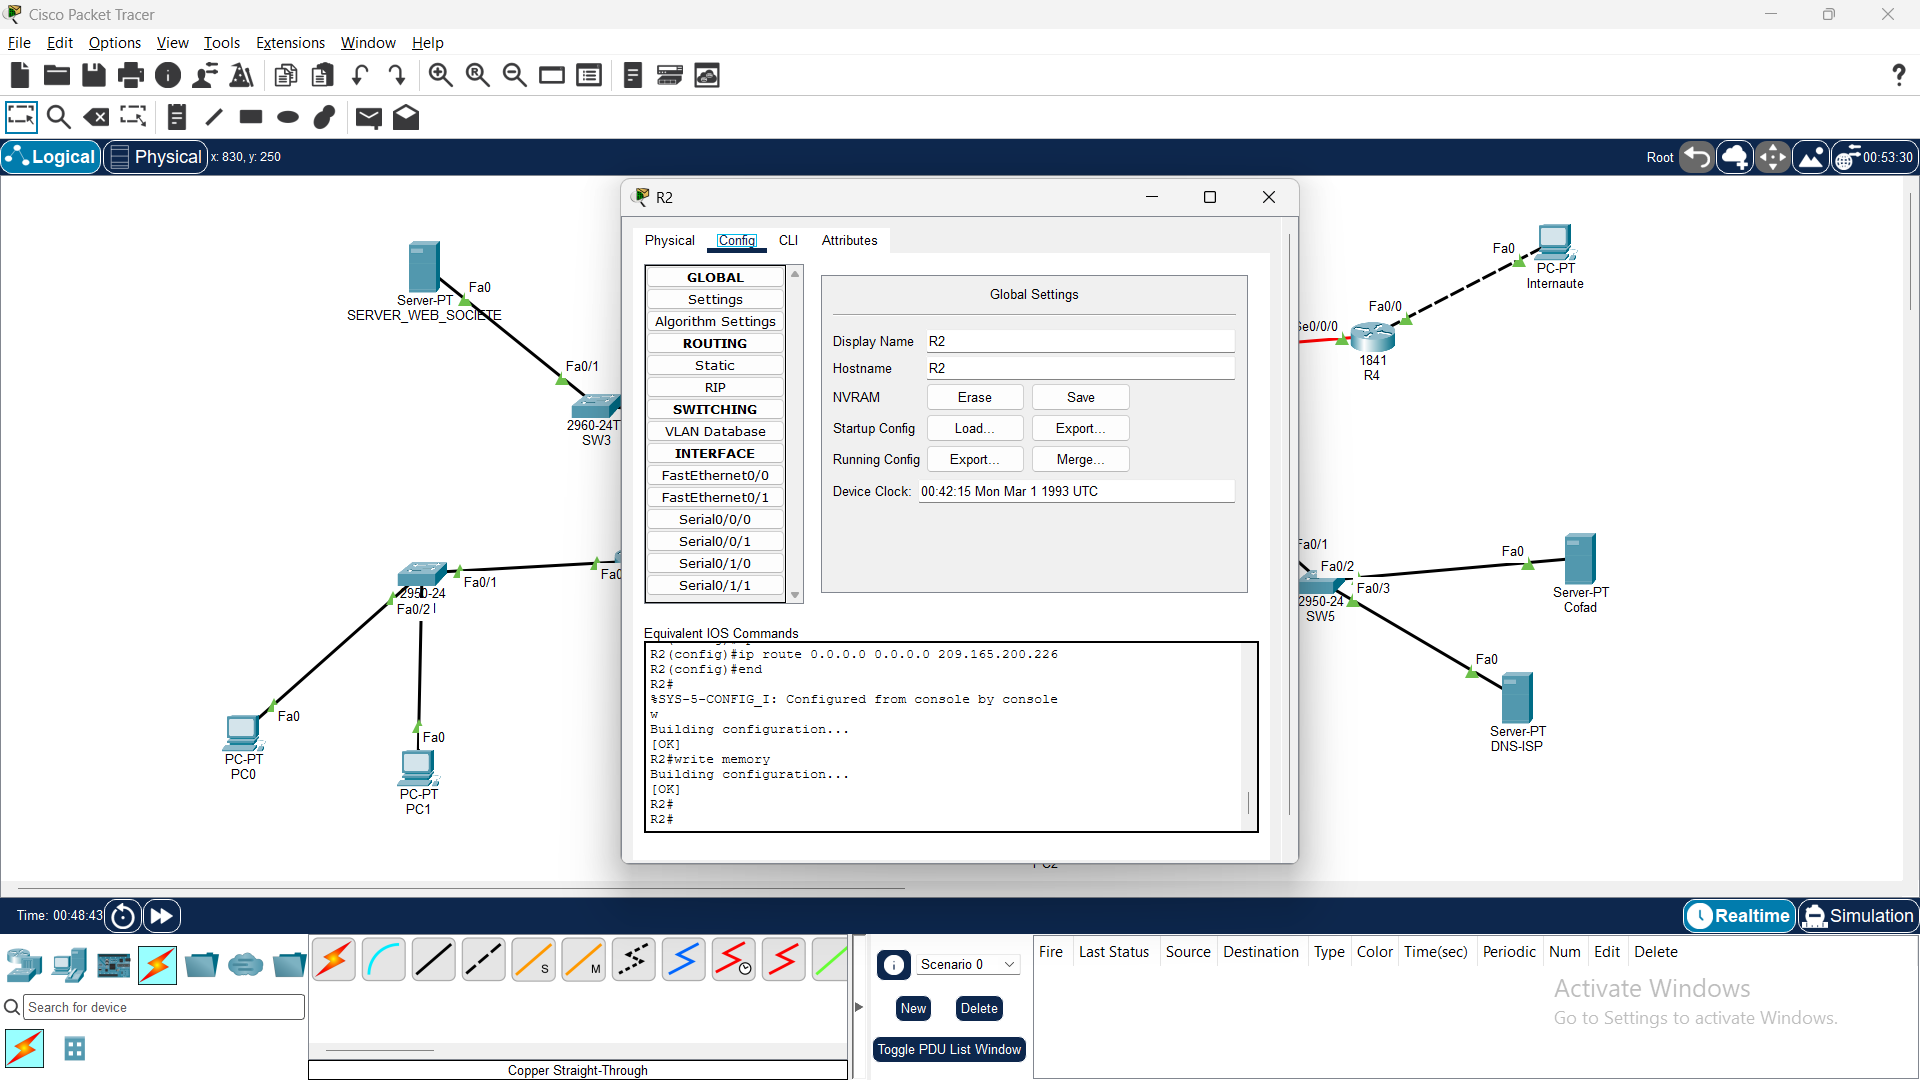 Cisco Packet Tracer
File Edit Options View Tools Extensions Window Help
Logical Physical x: 830, y: 250
Root 00:53:30
R2
Physical Config CLI Attributes
GLOBAL
Settings
Algorithm Settings
ROUTING
Static
RIP
SWITCHING
VLAN Database
INTERFACE
FastEthernet0/0
FastEthernet0/1
Serial0/0/0
Serial0/0/1
Serial0/1/0
Serial0/1/1
Global Settings
Display Name R2
Hostname R2
NVRAM Erase Save
Startup Config Load... Export...
Running Config Export... Merge...
Device Clock: 00:42:15 Mon Mar 1 1993 UTC
Equivalent IOS Commands
R2(config)#ip route 0.0.0.0 0.0.0.0 209.165.200.226
R2(config)#end
R2#
%SYS-5-CONFIG_I: Configured from console by console
w
Building configuration...
[OK]
R2#write memory
Building configuration...
[OK]
R2#
R2#
Fa0
Server-PT
SERVER_WEB_SOCIETE
Fa0/1
2960-24T
SW3
Fa0/1
2950-24
Fa0/2
Fa0
PC-PT
PC0
Fa0
PC-PT
PC1
Fa0
PC-PT
Internaute
Fa0/0
Se0/0/0
1841
R4
Fa0/1
Fa0/2
Fa0/3
2950-24
SW5
Fa0
Server-PT
Cofad
Fa0
Server-PT
DNS-ISP
PC2
Time: 00:48:43
Realtime Simulation
Search for device
S
M
Copper Straight-Through
Scenario 0
New Delete
Toggle PDU List Window
Fire Last Status Source Destination Type Color Time(sec) Periodic Num Edit Delete
Activate Windows
Go to Settings to activate Windows.